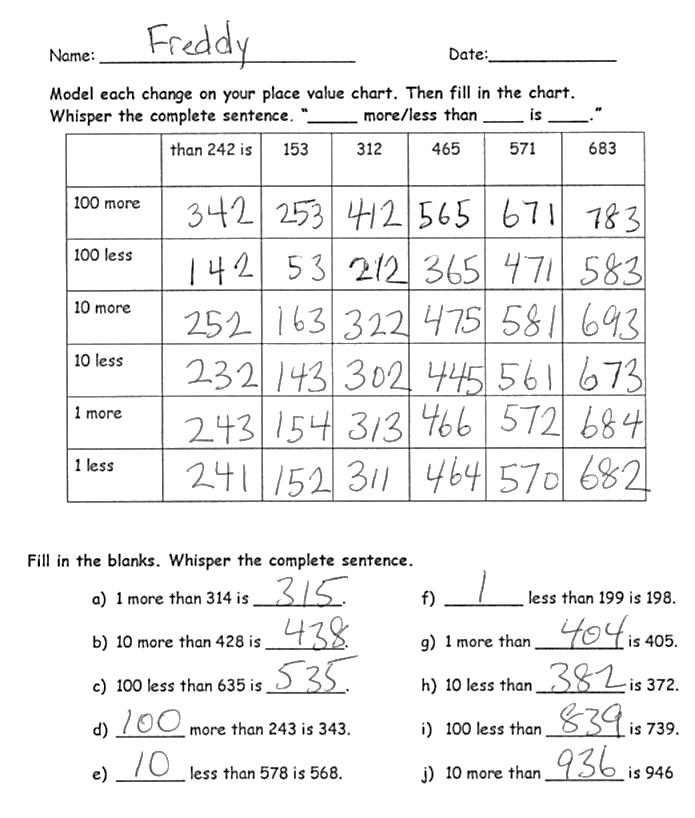 Name: Freddy Date:
Model each change on your place value chart. Then fill in the chart.
Whisper the complete sentence. "_____ more/less than _____ is _____."
than 242 is 153 312 465 571 683
100 more 342 253 412 565 671 783
100 less 142 53 212 365 471 583
10 more 252 163 322 475 581 693
10 less 232 143 302 445 561 673
1 more 243 154 313 466 572 684
1 less 241 152 311 464 570 682
Fill in the blanks. Whisper the complete sentence.
a) 1 more than 314 is 315.
b) 10 more than 428 is 438.
c) 100 less than 635 is 535.
d) 100 more than 243 is 343.
e) 10 less than 578 is 568.
f) 1 less than 199 is 198.
g) 1 more than 404 is 405.
h) 10 less than 382 is 372.
i) 100 less than 839 is 739.
j) 10 more than 936 is 946